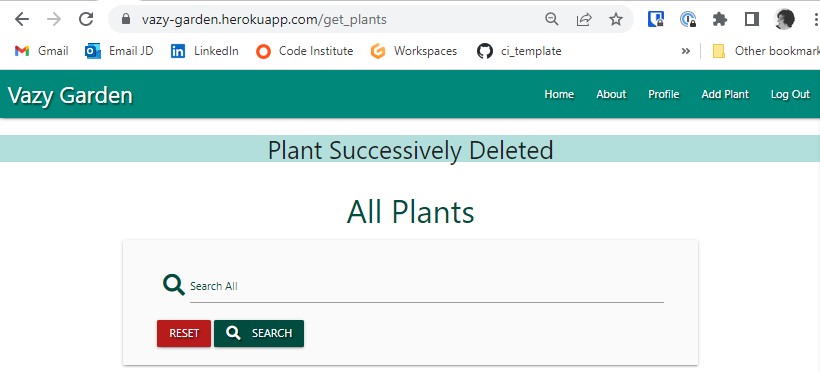 vazy-garden.herokuapp.com/get_plants
Gmail Email JD LinkedIn Code Institute Workspaces ci_template » Other bookmark
Vazy Garden Home About Profile Add Plant Log Out
Plant Successively Deleted
All Plants
Search All
RESET SEARCH